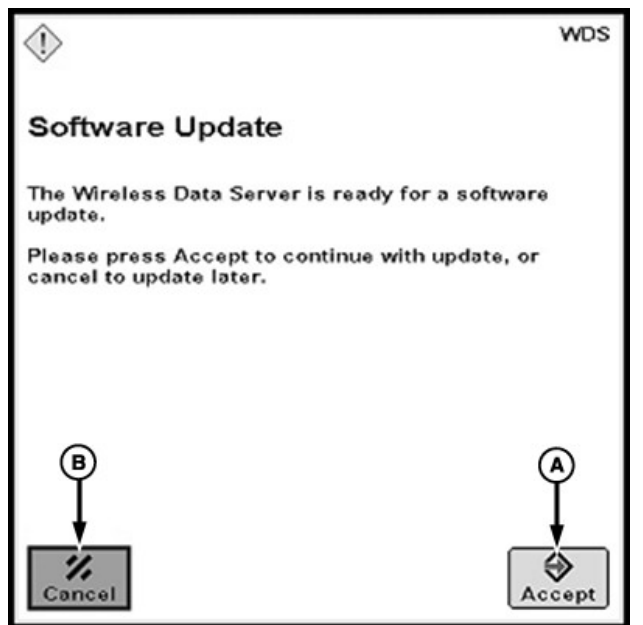 WDS
Software Update
The Wireless Data Server is ready for a software
update.
Please press Accept to continue with update, or
cancel to update later.
B
A
Cancel
Accept